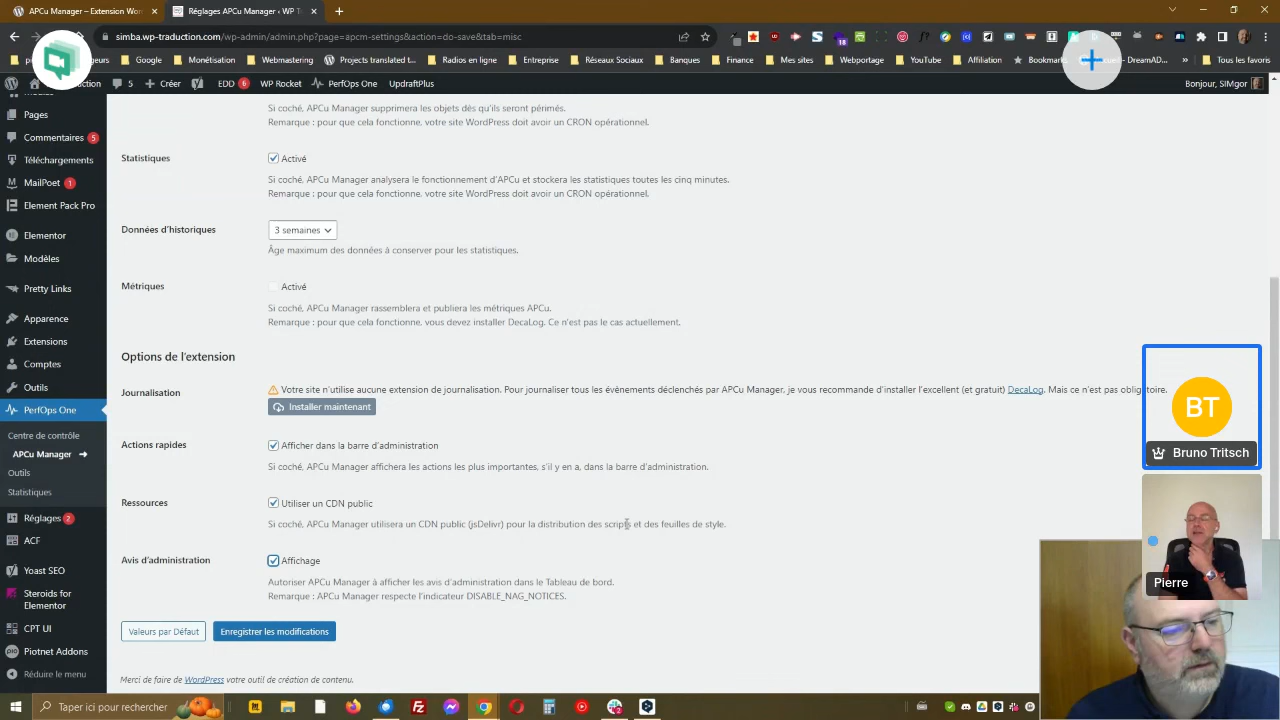 APCu Manager – Extension Wor
Réglages APCu Manager ‹ WP T
simba.wp-traduction.com/wp-admin/admin.php?page=apcm-settings&action=do-save&tab=misc
Google
Monétisation
Webmastering
Projects translated t...
Radios en ligne
Entreprise
Réseaux Sociaux
Banques
Finance
Mes sites
Webportage
YouTube
Affiliation
Bookmark
- DreamAD...
Tous les favoris
5
Créer
EDD 6
WP Rocket
PerfOps One
UpdraftPlus
Bonjour, SIMgor
Pages
Commentaires 5
Téléchargements
MailPoet 1
Element Pack Pro
Elementor
Modèles
Pretty Links
Apparence
Extensions
Comptes
Outils
PerfOps One
Centre de contrôle
APCu Manager
Outils
Statistiques
Réglages 2
ACF
Yoast SEO
Steroids for
Elementor
CPT UI
Piotnet Addons
Réduire le menu
Si coché, APCu Manager supprimera les objets dès qu'ils seront périmés.
Remarque : pour que cela fonctionne, votre site WordPress doit avoir un CRON opérationnel.
Statistiques
Activé
Si coché, APCu Manager analysera le fonctionnement d'APCu et stockera les statistiques toutes les cinq minutes.
Remarque : pour que cela fonctionne, votre site WordPress doit avoir un CRON opérationnel.
Données d'historiques
3 semaines
Âge maximum des données à conserver pour les statistiques.
Métriques
Activé
Si coché, APCu Manager rassemblera et publiera les métriques APCu.
Remarque : pour que cela fonctionne, vous devez installer DecaLog. Ce n'est pas le cas actuellement.
Options de l'extension
Journalisation
Votre site n'utilise aucune extension de journalisation. Pour journaliser tous les évènements déclenchés par APCu Manager, je vous recommande d'installer l'excellent (et gratuit) DecaLog. Mais ce n'est pas obligatoire.
Installer maintenant
Actions rapides
Afficher dans la barre d'administration
Si coché, APCu Manager affichera les actions les plus importantes, s'il y en a, dans la barre d'administration.
Ressources
Utiliser un CDN public
Si coché, APCu Manager utilisera un CDN public (jsDelivr) pour la distribution des scripts et des feuilles de style.
Avis d'administration
Affichage
Autoriser APCu Manager à afficher les avis d'administration dans le Tableau de bord.
Remarque : APCu Manager respecte l'indicateur DISABLE_NAG_NOTICES.
Valeurs par Défaut
Enregistrer les modifications
Merci de faire de WordPress votre outil de création de contenu.
BT
Bruno Tritsch
Pierre
Taper ici pour rechercher